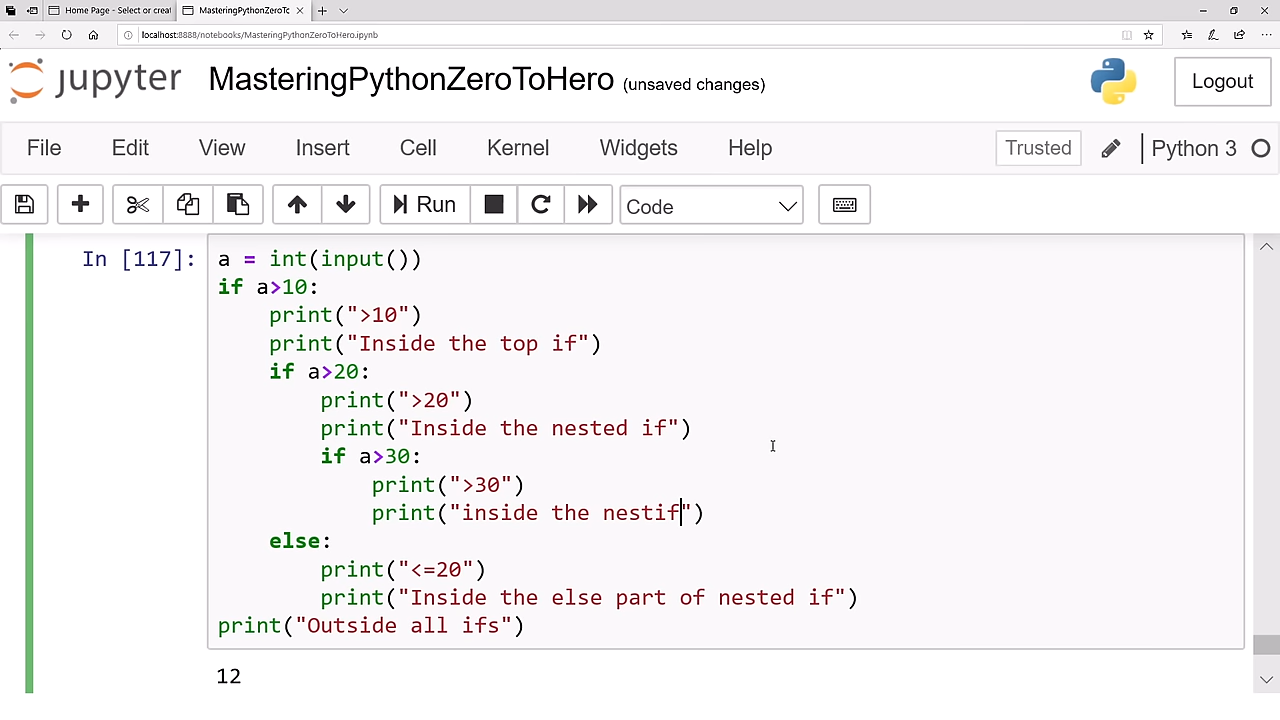 Home Page - Select or creat
MasteringPythonZeroTo
localhost:8888/notebooks/MasteringPythonZeroToHero.ipynb
jupyter MasteringPythonZeroToHero (unsaved changes) Logout
File Edit View Insert Cell Kernel Widgets Help Trusted Python 3
Run Code
In [117]: a = int(input())
if a>10:
    print(">10")
    print("Inside the top if")
    if a>20:
        print(">20")
        print("Inside the nested if")
        if a>30:
            print(">30")
            print("inside the nestif")
    else:
        print("<=20")
        print("Inside the else part of nested if")
print("Outside all ifs")
12